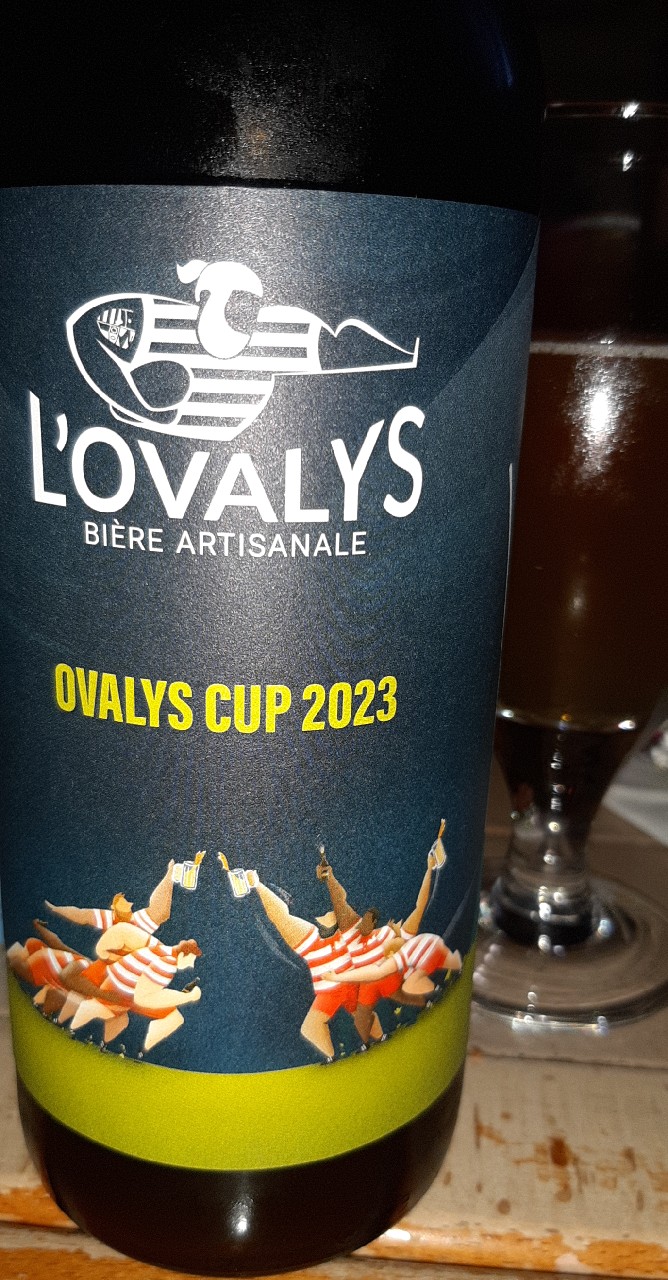 L'OVALYS
BIÈRE ARTISANALE
OVALYS CUP 2023